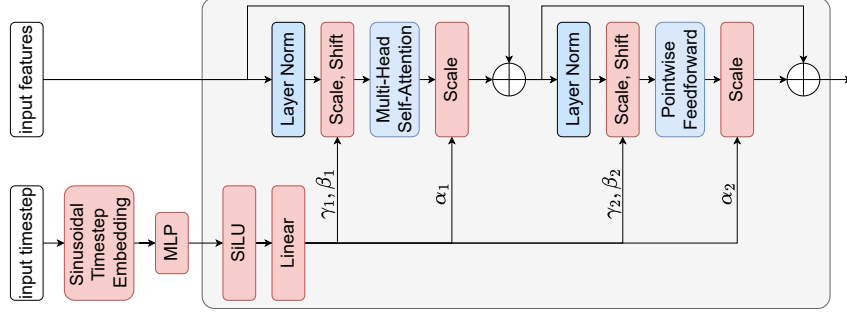 input features
Layer Norm
Scale, Shift
Multi-Head
Self-Attention
Scale
Layer Norm
Scale, Shift
Pointwise
Feedforward
Scale
γ₁, β₁
α₁
γ₂, β₂
α₂
input timestep
Sinusoidal
Timestep
Embedding
MLP
SiLU
Linear